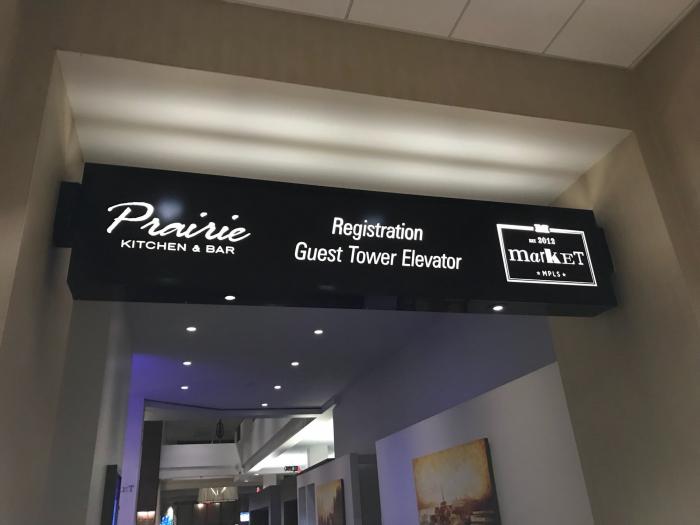 Prairie
KITCHEN & BAR
Registration
Guest Tower Elevator
M
EST 2012
maRKET
★ MPLS ★